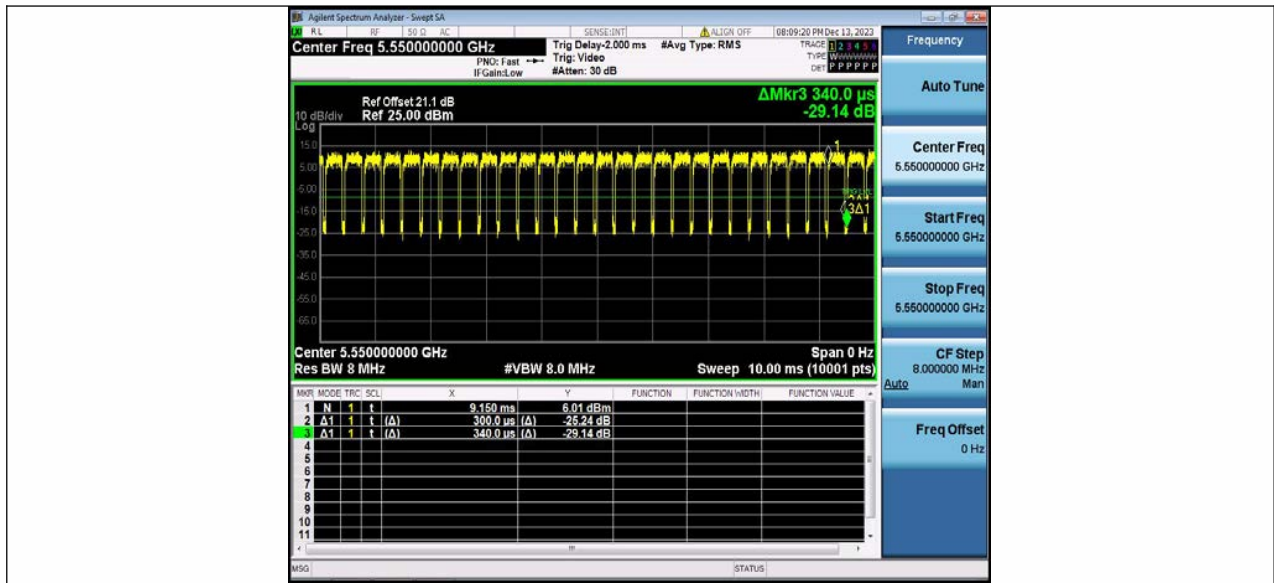 Agilent Spectrum Analyzer - Swept SA
RL RF 50 Ω AC SENSE:INT ALIGN OFF 08:09:20 PM Dec 13, 2023
Center Freq 5.550000000 GHz
PNO: Fast
IFGain:Low
Trig Delay-2.000 ms
Trig: Video
#Atten: 30 dB
#Avg Type: RMS
TRACE 1 2 3 4 5 6
TYPE
DET P P P P P P
ΔMkr3 340.0 µs
-29.14 dB
Ref Offset 21.1 dB
10 dB/div Ref 25.00 dBm
Log
15.0
5.00
-5.00
-15.0
-25.0
-35.0
-45.0
-55.0
-65.0
1
3Δ1
Center 5.550000000 GHz Span 0 Hz
Res BW 8 MHz #VBW 8.0 MHz Sweep 10.00 ms (10001 pts)
MKR MODE TRC SCL X Y FUNCTION FUNCTION WIDTH FUNCTION VALUE
1 N 1 t 9.150 ms 6.01 dBm
2 Δ1 1 t (Δ) 300.0 µs (Δ) -25.24 dB
3 Δ1 1 t (Δ) 340.0 µs (Δ) -29.14 dB
4
5
6
7
8
9
10
11
MSG STATUS
Frequency
Auto Tune
Center Freq
5.550000000 GHz
Start Freq
5.550000000 GHz
Stop Freq
5.550000000 GHz
CF Step
8.000000 MHz
Auto Man
Freq Offset
0 Hz